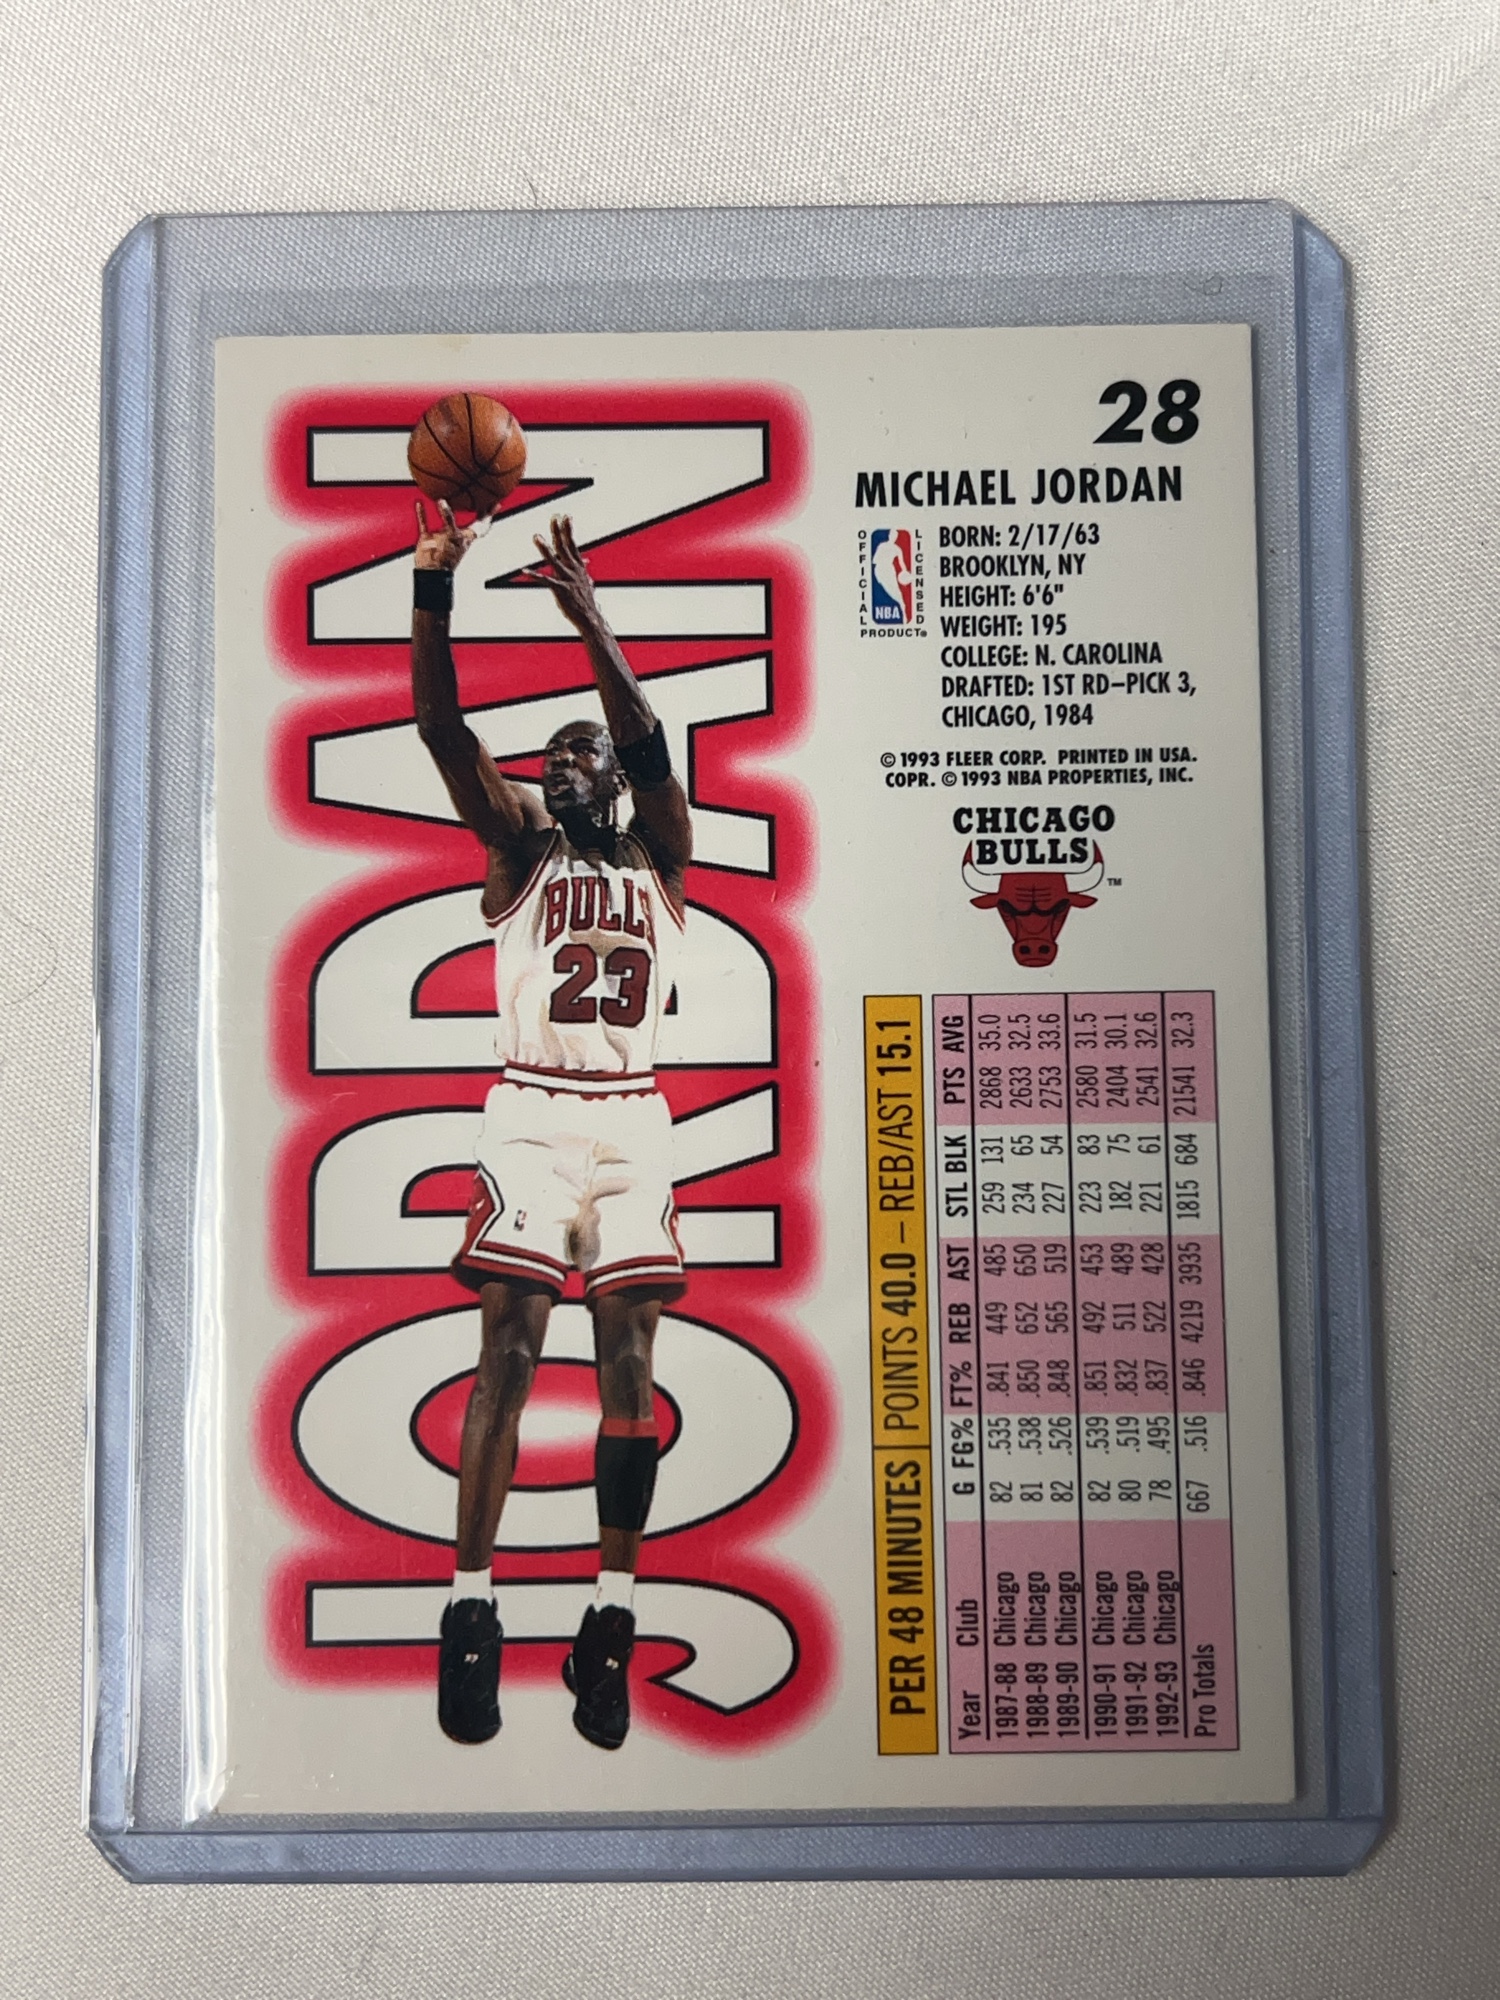 28
MICHAEL JORDAN
OFFICIAL
LICENSED
NBA
PRODUCT®
BORN: 2/17/63
BROOKLYN, NY
HEIGHT: 6'6"
WEIGHT: 195
COLLEGE: N. CAROLINA
DRAFTED: 1ST RD–PICK 3,
CHICAGO, 1984
© 1993 FLEER CORP. PRINTED IN USA.
COPR. © 1993 NBA PROPERTIES, INC.
CHICAGO
BULLS
TM
JORDAN
BULLS
23
PER 48 MINUTES | POINTS 40.0 – REB/AST 15.1
Year Club G FG% FT% REB AST STL BLK PTS AVG
1987-88 Chicago 82 .535 .841 449 485 259 131 2868 35.0
1988-89 Chicago 81 .538 .850 652 650 234 65 2633 32.5
1989-90 Chicago 82 .526 .848 565 519 227 54 2753 33.6
1990-91 Chicago 82 .539 .851 492 453 223 83 2580 31.5
1991-92 Chicago 80 .519 .832 511 489 182 75 2404 30.1
1992-93 Chicago 78 .495 .837 522 428 221 61 2541 32.6
Pro Totals 667 .516 .846 4219 3935 1815 684 21541 32.3